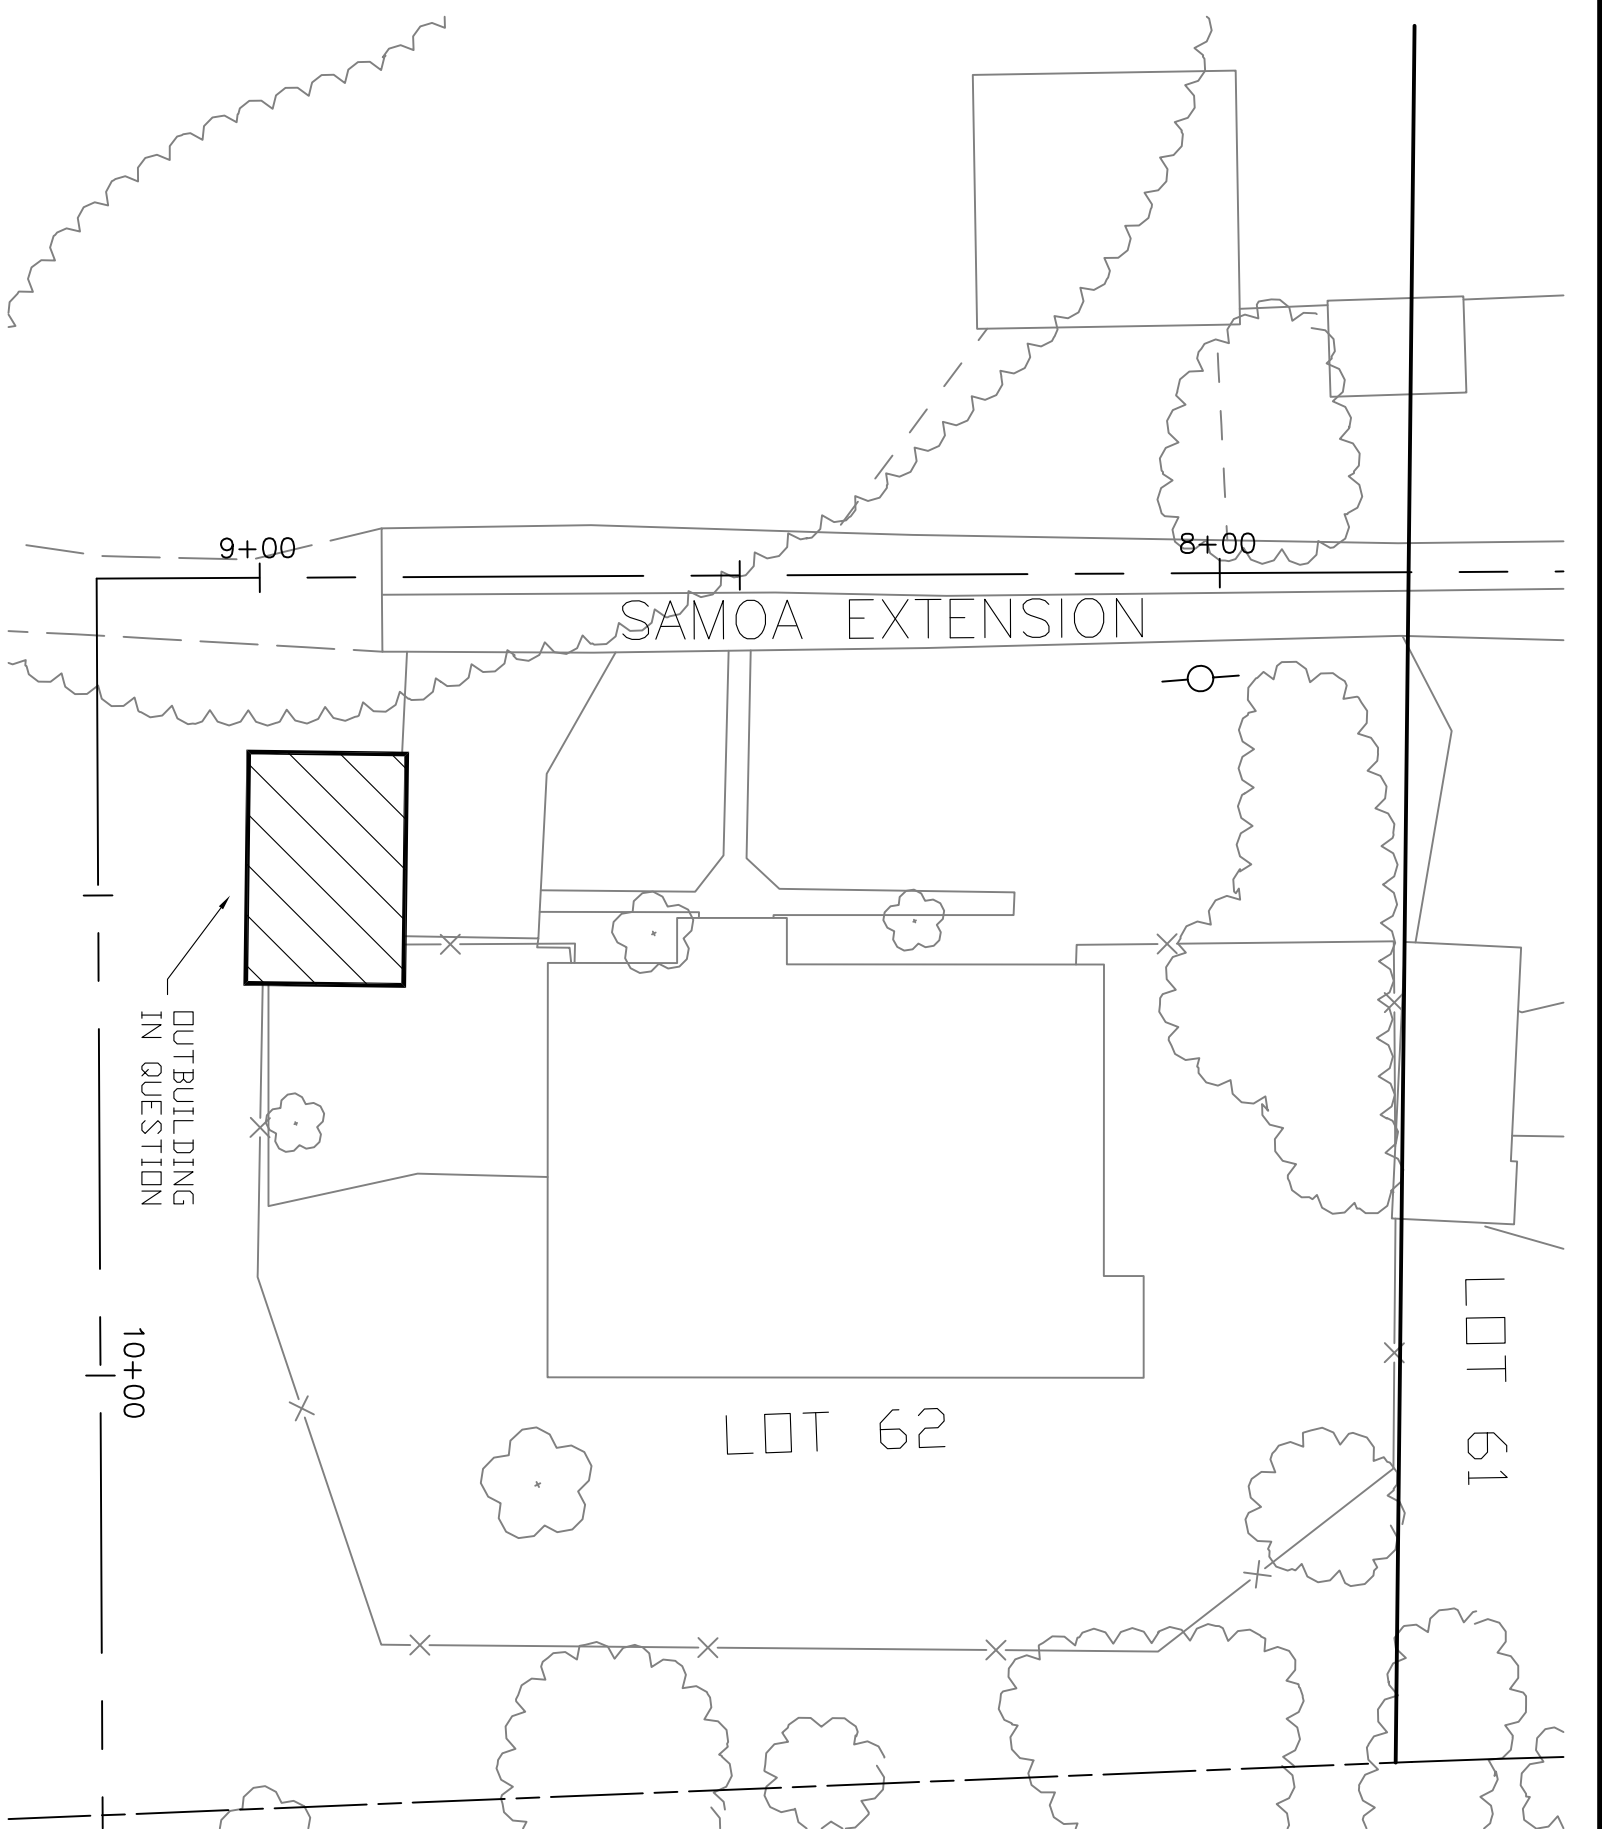 9+00
8+00
SAMOA EXTENSION
OUTBUILDING
IN QUESTION
LOT 61
10+00
LOT 62